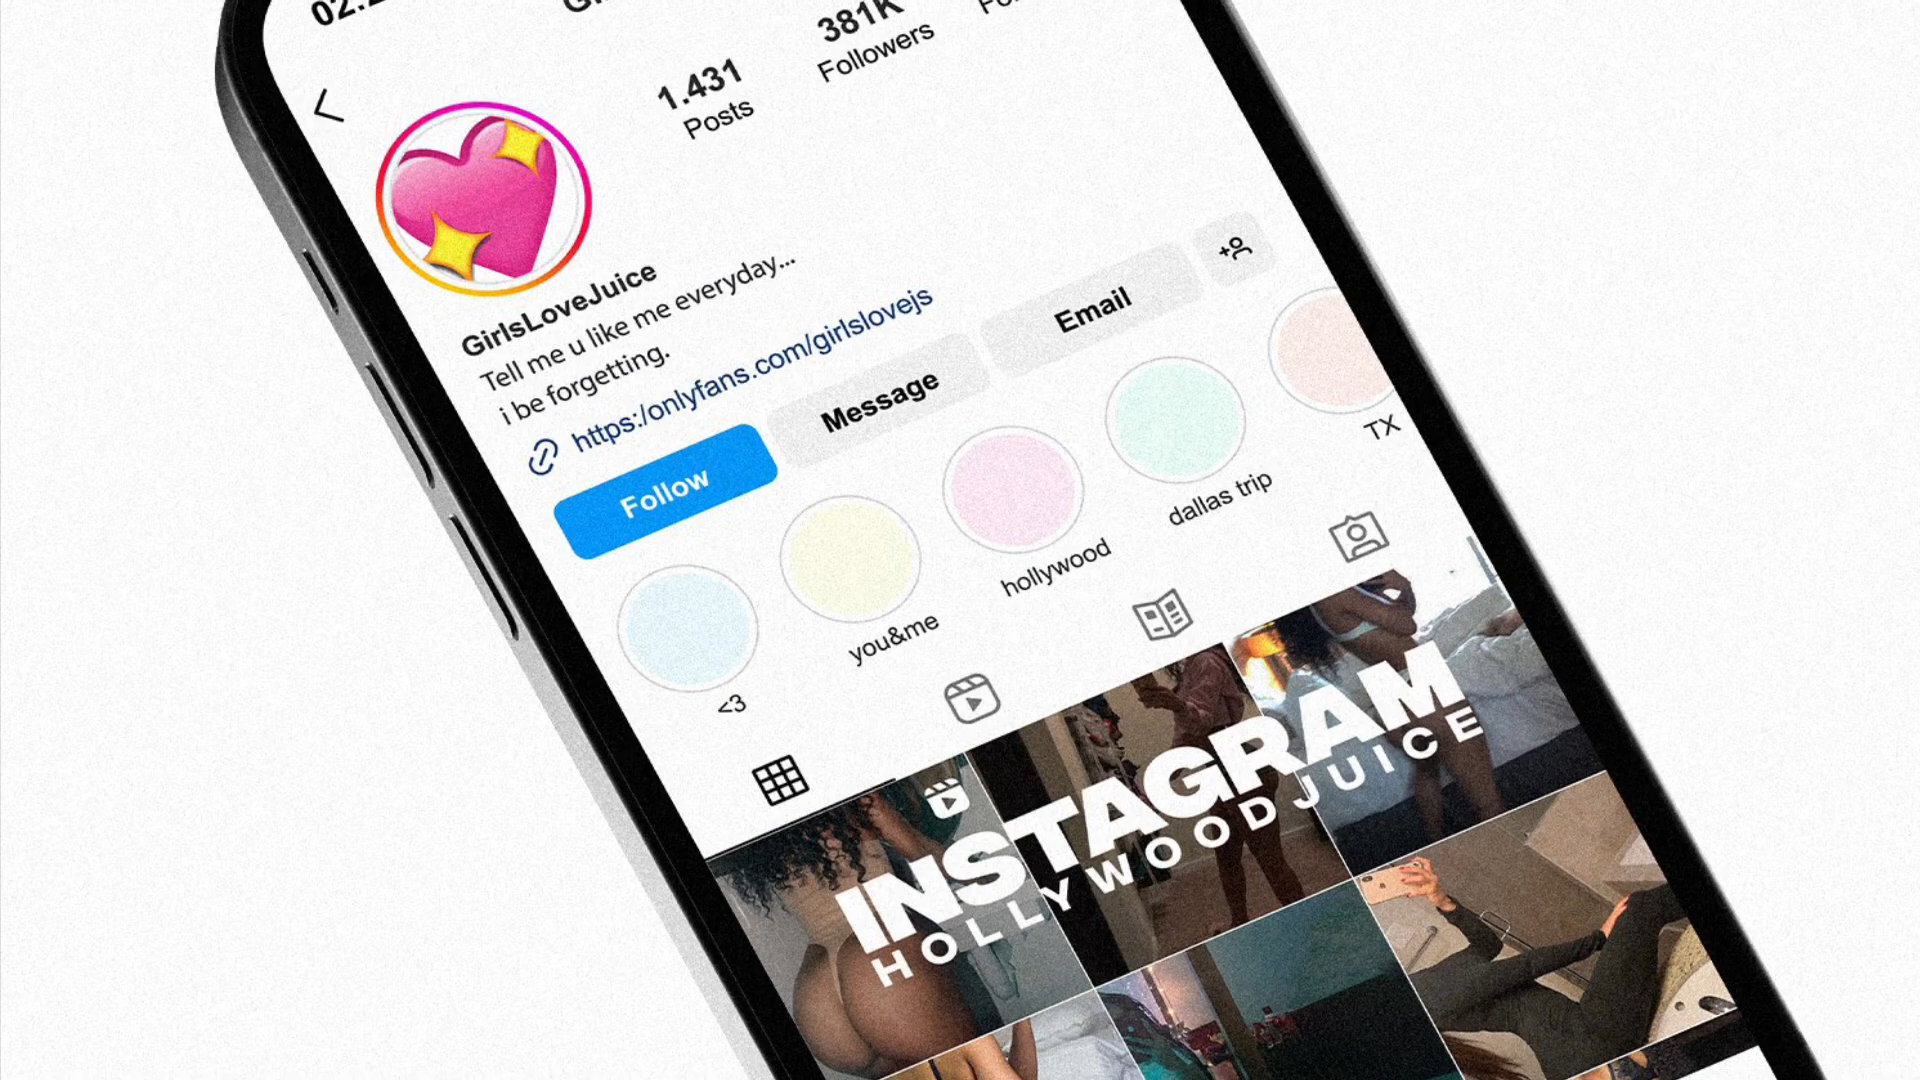 1.431
Posts
381K
Followers
GirlsLoveJuice
Tell me u like me everyday...
i be forgetting.
https:/onlyfans.com/girlslovejs
Follow
Message
Email
<3
you&me
hollywood
dallas trip
TX
INSTAGRAM
HOLLYWOODJUICE